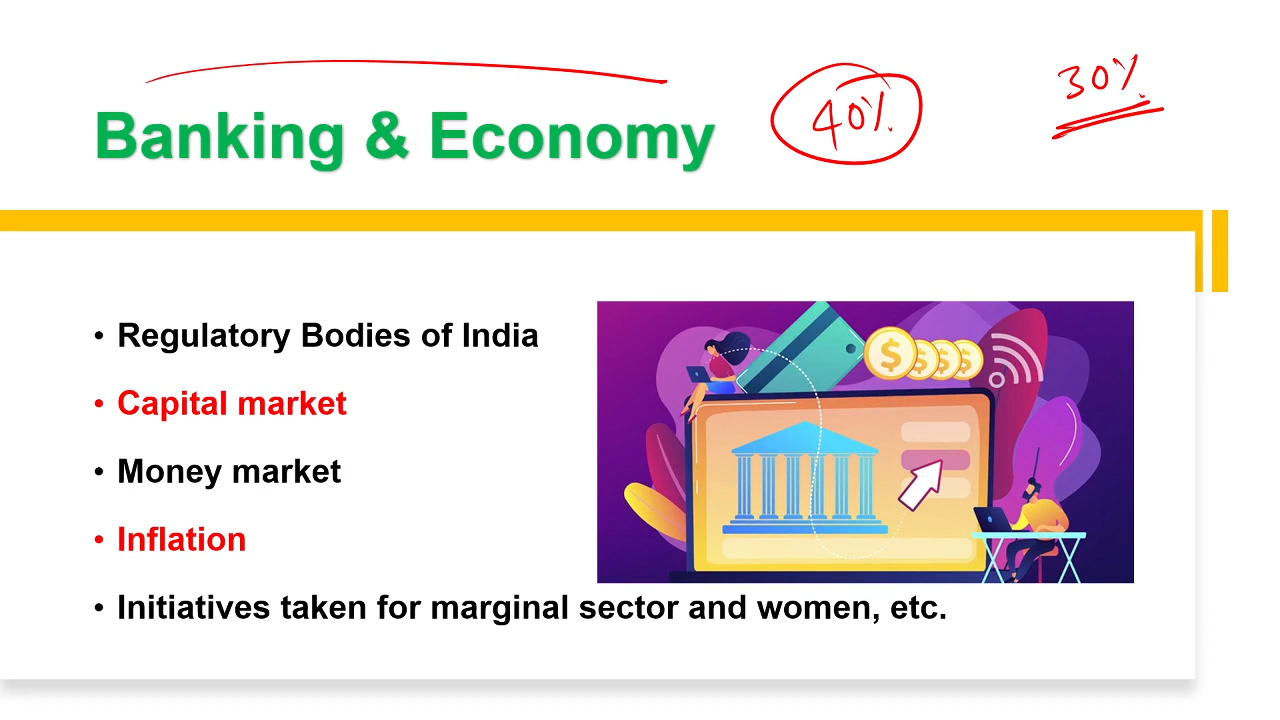 30%
40%
Banking & Economy
• Regulatory Bodies of India
• Capital market
• Money market
• Inflation
• Initiatives taken for marginal sector and women, etc.
$ $ $ $